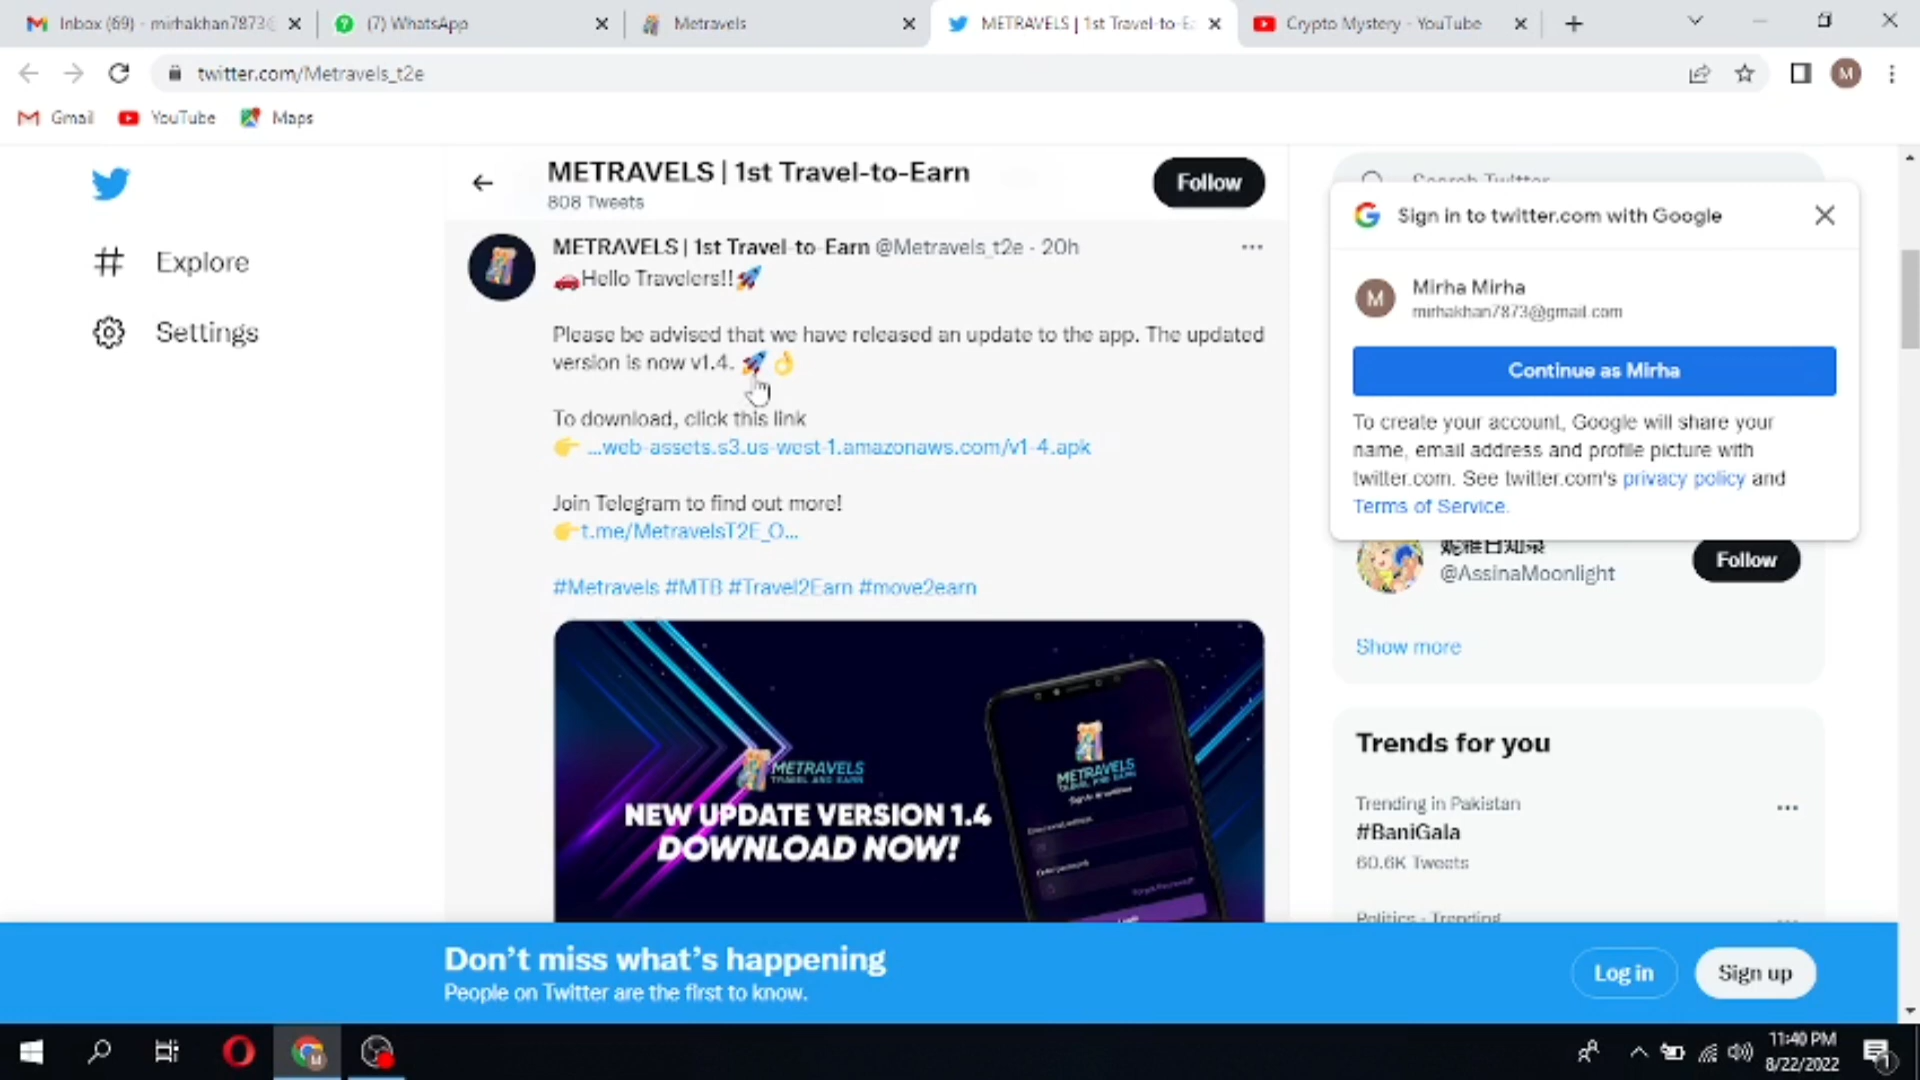 Inbox (69) - mirhakhan7873@
(7) WhatsApp
Metravels
METRAVELS | 1st Travel-to-Ea
Crypto Mystery - YouTube
twitter.com/Metravels_t2e
M
Gmail
YouTube
Maps
METRAVELS | 1st Travel-to-Earn
808 Tweets
Follow
Explore
Settings
METRAVELS | 1st Travel-to-Earn @Metravels_t2e · 20h
Hello Travelers!!
Please be advised that we have released an update to the app. The updated
version is now v1.4.
To download, click this link
...web-assets.s3.us-west-1.amazonaws.com/v1-4.apk
Join Telegram to find out more!
t.me/MetravelsT2E_O...
#Metravels #MTB #Travel2Earn #move2earn
METRAVELS
TRAVEL AND EARN
NEW UPDATE VERSION 1.4
DOWNLOAD NOW!
METRAVELS
TRAVEL AND EARN
Search Twitter
Sign in to twitter.com with Google
M
Mirha Mirha
mirhakhan7873@gmail.com
Continue as Mirha
To create your account, Google will share your
name, email address and profile picture with
twitter.com. See twitter.com's privacy policy and
Terms of Service.
@AssinaMoonlight
Follow
Show more
Trends for you
Trending in Pakistan
#BaniGala
60.6K Tweets
Politics · Trending
Don't miss what's happening
People on Twitter are the first to know.
Log in
Sign up
11:40 PM
8/22/2022
1